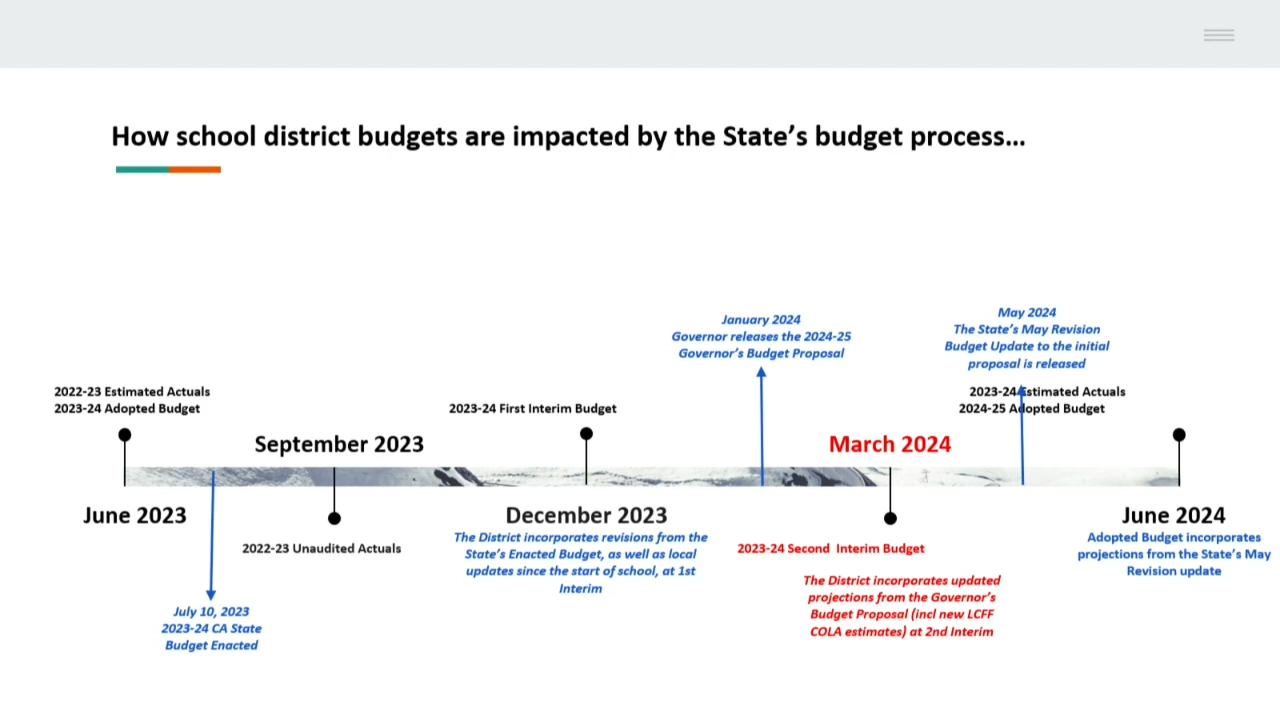 How school district budgets are impacted by the State's budget process...
January 2024
Governor releases the 2024-25
Governor's Budget Proposal
May 2024
The State's May Revision
Budget Update to the initial
proposal is released
2022-23 Estimated Actuals
2023-24 Adopted Budget
2023-24 First Interim Budget
2023-24 Estimated Actuals
2024-25 Adopted Budget
September 2023
March 2024
June 2023
December 2023
The District incorporates revisions from the
State's Enacted Budget, as well as local
updates since the start of school, at 1st
Interim
June 2024
Adopted Budget incorporates
projections from the State's May
Revision update
2022-23 Unaudited Actuals
2023-24 Second Interim Budget
The District incorporates updated
projections from the Governor's
Budget Proposal (incl new LCFF
COLA estimates) at 2nd Interim
July 10, 2023
2023-24 CA State
Budget Enacted